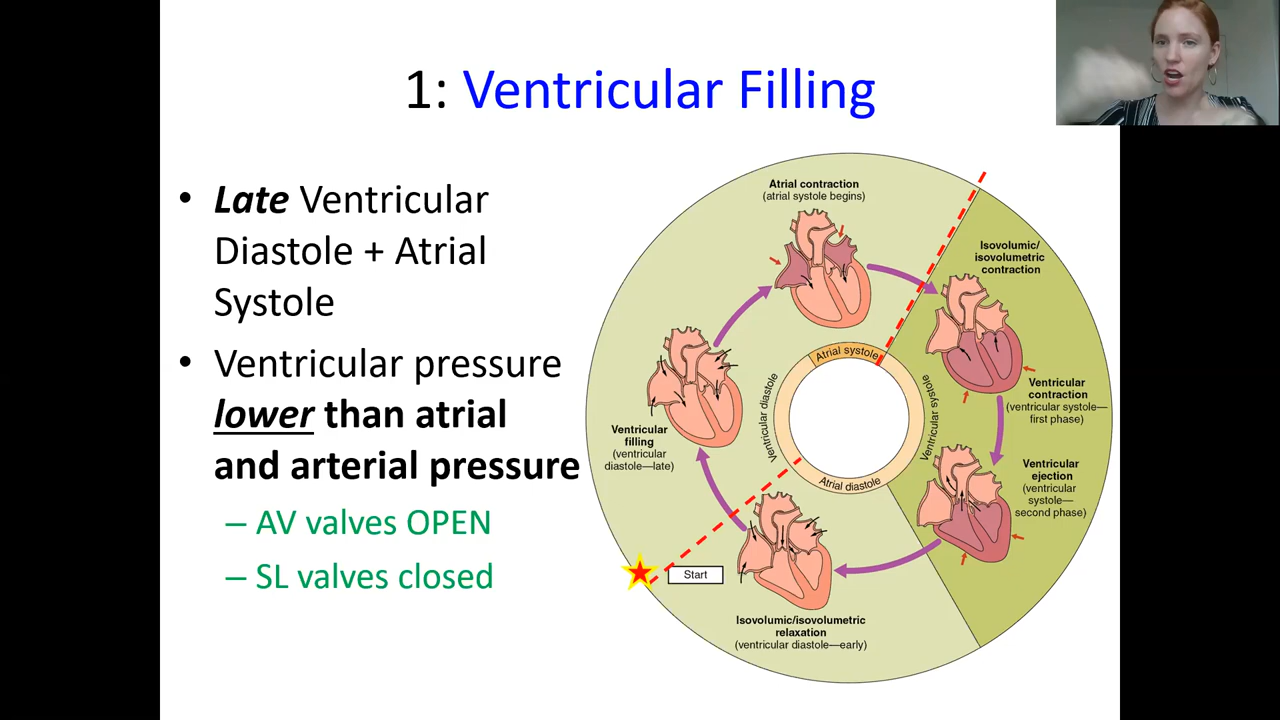 1: Ventricular Filling
• Late Ventricular
Diastole + Atrial
Systole
• Ventricular pressure
lower than atrial
and arterial pressure
– AV valves OPEN
– SL valves closed
Atrial contraction
(atrial systole begins)
Isovolumic/
isovolumetric
contraction
Ventricular
contraction
(ventricular systole—
first phase)
Ventricular
ejection
(ventricular
systole—
second phase)
Isovolumic/isovolumetric
relaxation
(ventricular diastole—early)
Start
Ventricular
filling
(ventricular
diastole—late)
Atrial systole
Ventricular systole
Atrial diastole
Ventricular diastole